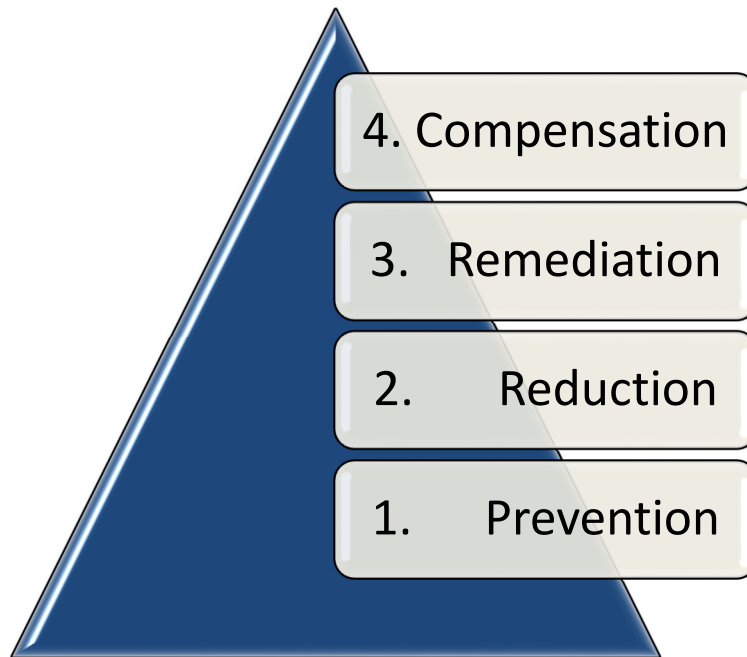 4. Compensation
3. Remediation
2. Reduction
1. Prevention